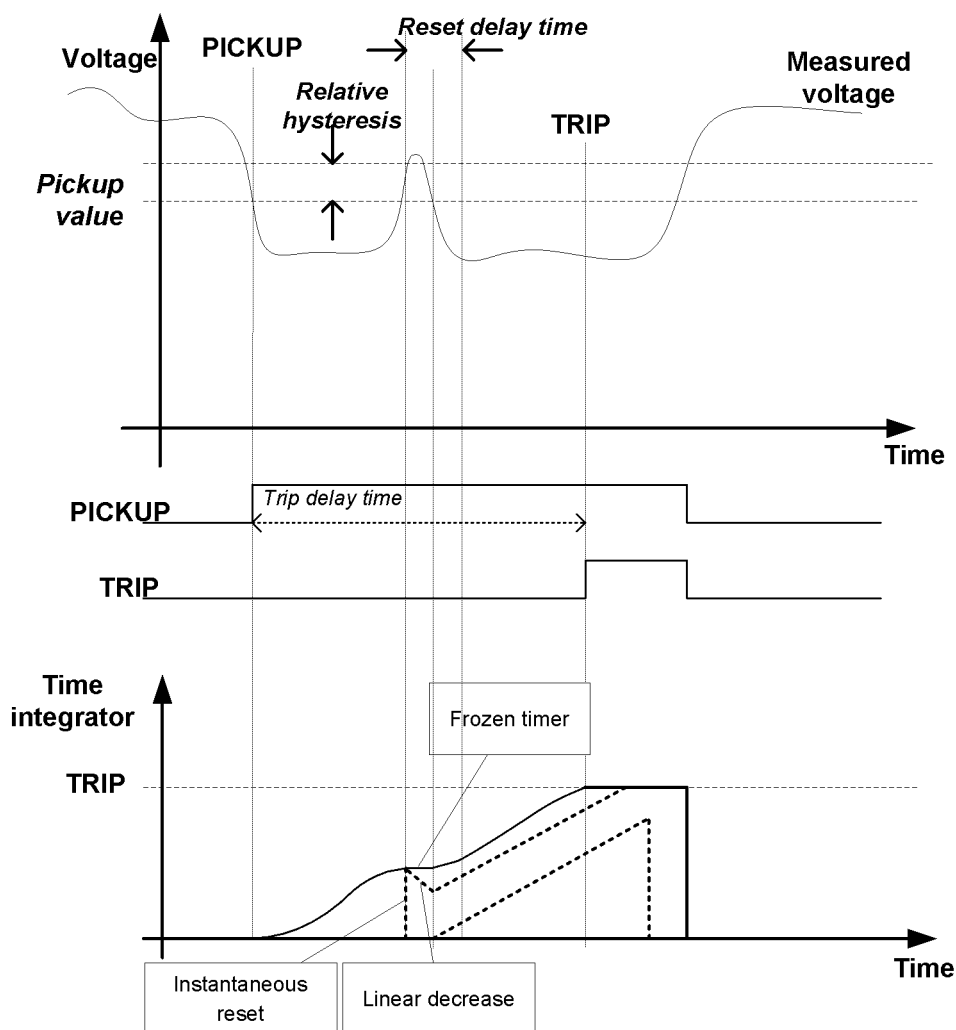 Reset delay time
PICKUP
Voltage
Measured
voltage
Relative
hysteresis
TRIP
Pickup
value
Time
Trip delay time
PICKUP
TRIP
Time
integrator
Frozen timer
TRIP
Time
Instantaneous
reset
Linear decrease